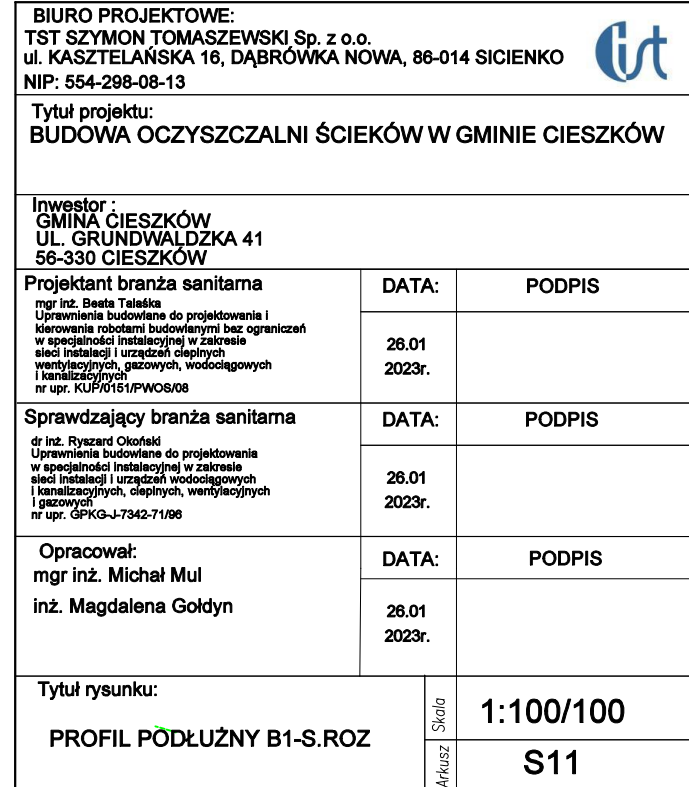 BIURO PROJEKTOWE:
TST SZYMON TOMASZEWSKI Sp. z o.o.
ul. KASZTELAŃSKA 16, DĄBRÓWKA NOWA, 86-014 SICIENKO
NIP: 554-298-08-13
Tytuł projektu:
BUDOWA OCZYSZCZALNI ŚCIEKÓW W GMINIE CIESZKÓW
Inwestor :
GMINA CIESZKÓW
UL. GRUNDWALDZKA 41
56-330 CIESZKÓW
Projektant branża sanitarna
DATA:
PODPIS
mgr inż. Beata Talaśka
Uprawnienia budowlane do projektowania i
kierowania robotami budowlanymi bez ograniczeń
w specjalności instalacyjnej w zakresie
sieci instalacji i urządzeń cieplnych
wentylacyjnych, gazowych, wodociągowych
i kanalizacyjnych
nr upr. KUP/0151/PWOS/08
26.01
2023r.
Sprawdzający branża sanitarna
DATA:
PODPIS
dr inż. Ryszard Okoński
Uprawnienia budowlane do projektowania
w specjalności instalacyjnej w zakresie
sieci instalacji i urządzeń wodociągowych
i kanalizacyjnych, cieplnych, wentylacyjnych
i gazowych
nr upr. GPKG-J-7342-71/96
26.01
2023r.
Opracował:
DATA:
PODPIS
mgr inż. Michał Mul
inż. Magdalena Gołdyn
26.01
2023r.
Tytuł rysunku:
PROFIL PODŁUŻNY B1-S.ROZ
Skala
1:100/100
Arkusz
S11